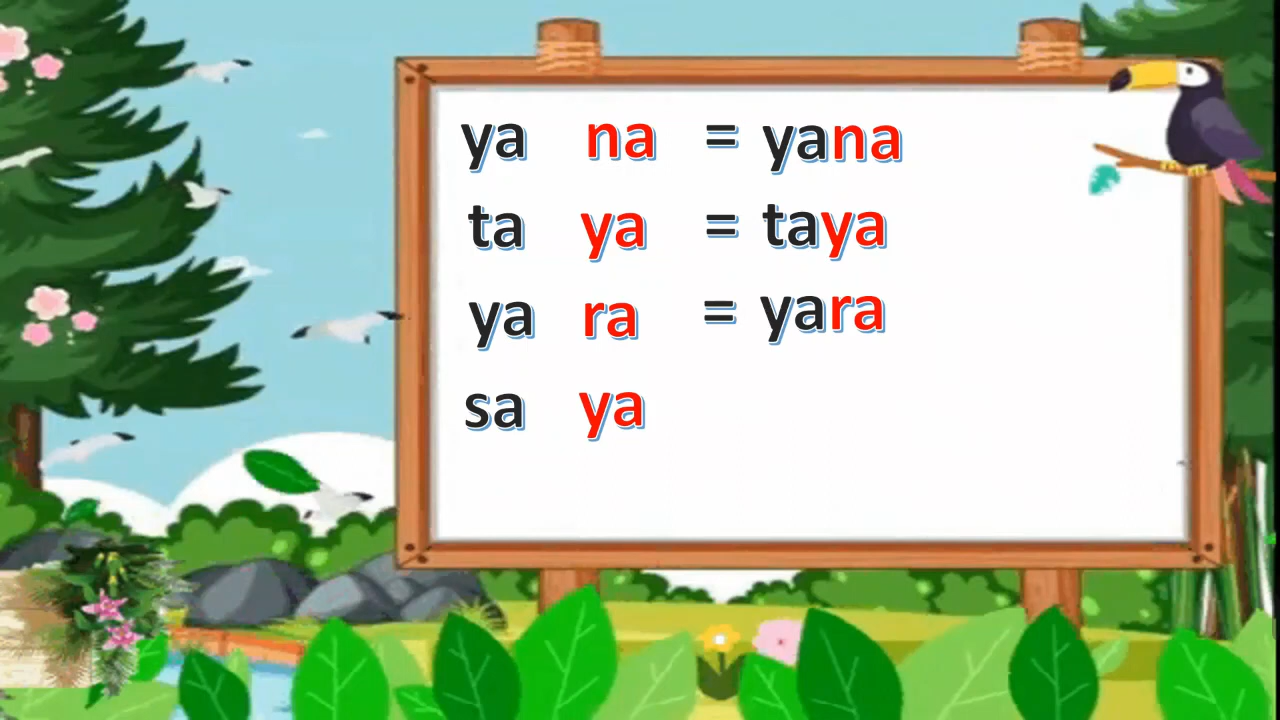 ya na = yana
ta ya = taya
ya ra = yara
sa ya